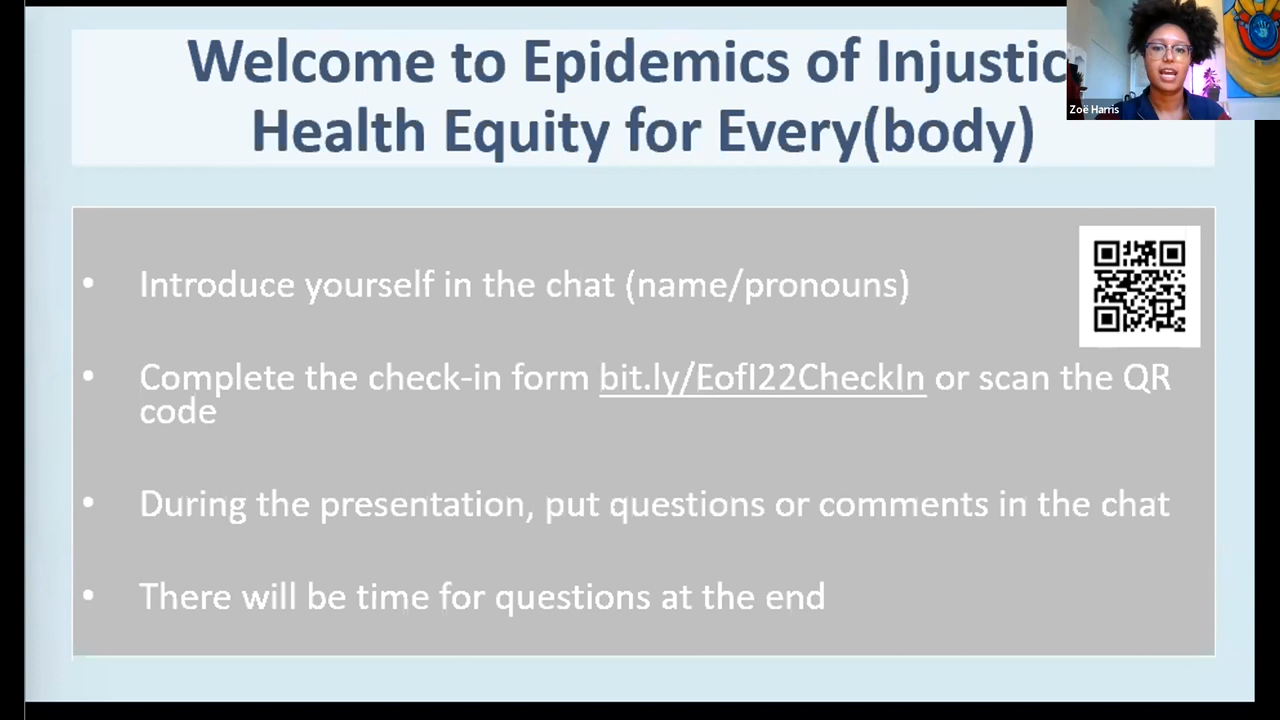 Welcome to Epidemics of Injustic
Health Equity for Every(body)
Zoë Harris
• Introduce yourself in the chat (name/pronouns)
• Complete the check-in form bit.ly/EofI22CheckIn or scan the QR
code
• During the presentation, put questions or comments in the chat
• There will be time for questions at the end